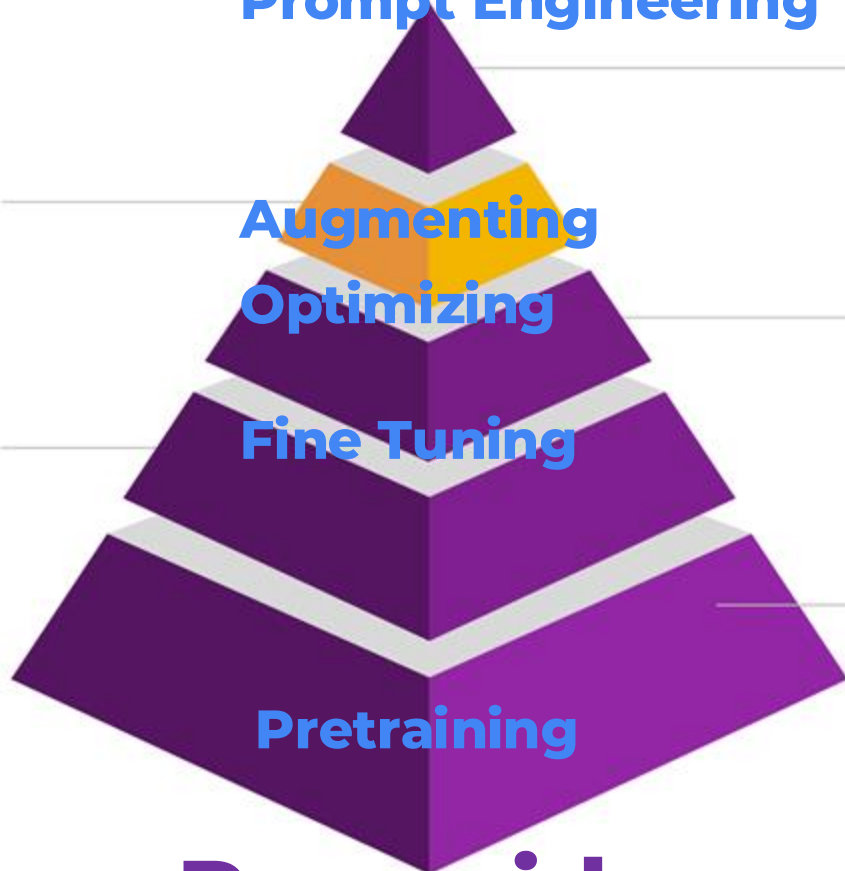 Prompt Engineering
Augmenting
Optimizing
Fine Tuning
Pretraining